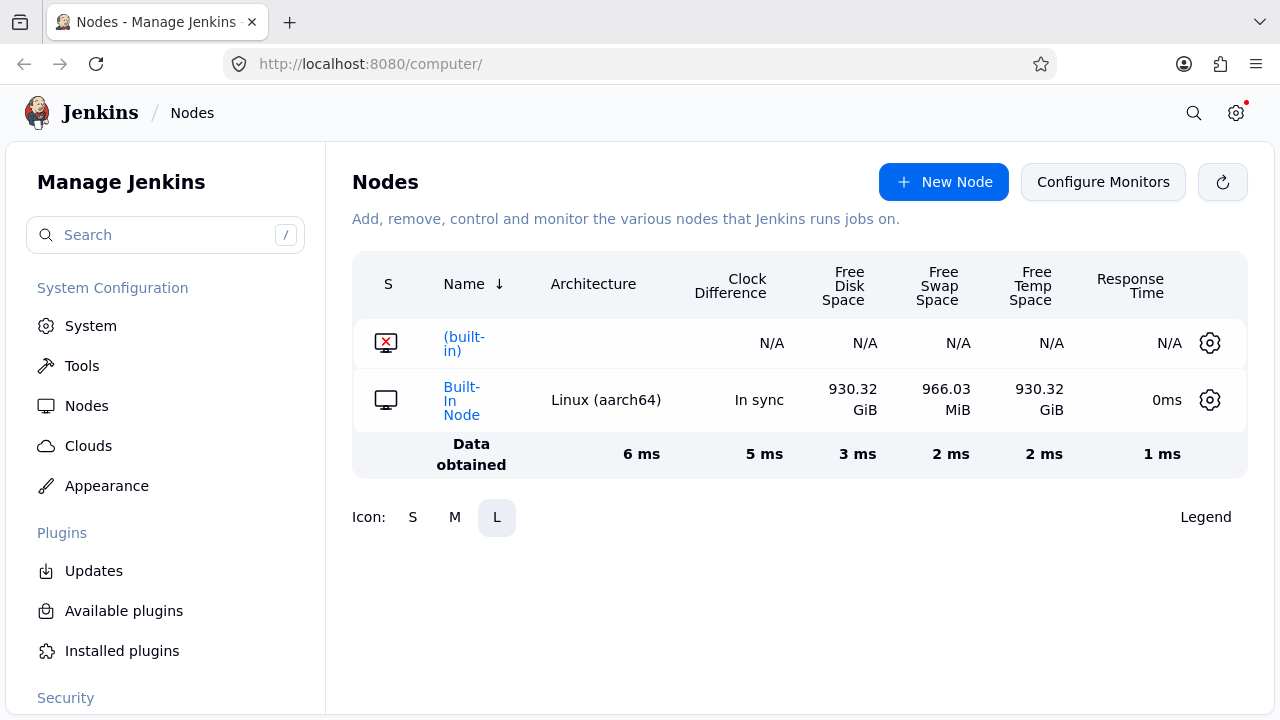 Nodes - Manage Jenkins -
http://localhost:8080/computer/
Jenkins / Nodes
Manage Jenkins
Search /
System Configuration
System
Tools
Nodes
Clouds
Appearance
Plugins
Updates
Available plugins
Installed plugins
Security
Nodes
New Node
Configure Monitors
Add, remove, control and monitor the various nodes that Jenkins runs jobs on.
S
Name ↓
Architecture
Clock
Difference
Free
Disk
Space
Free
Swap
Space
Free
Temp
Space
Response
Time
(built-
in)
N/A
N/A
N/A
N/A
N/A
Built-
In
Node
Linux (aarch64)
In sync
930.32
GiB
966.03
MiB
930.32
GiB
0ms
Data
obtained
6 ms
5 ms
3 ms
2 ms
2 ms
1 ms
Icon: S M L
Legend